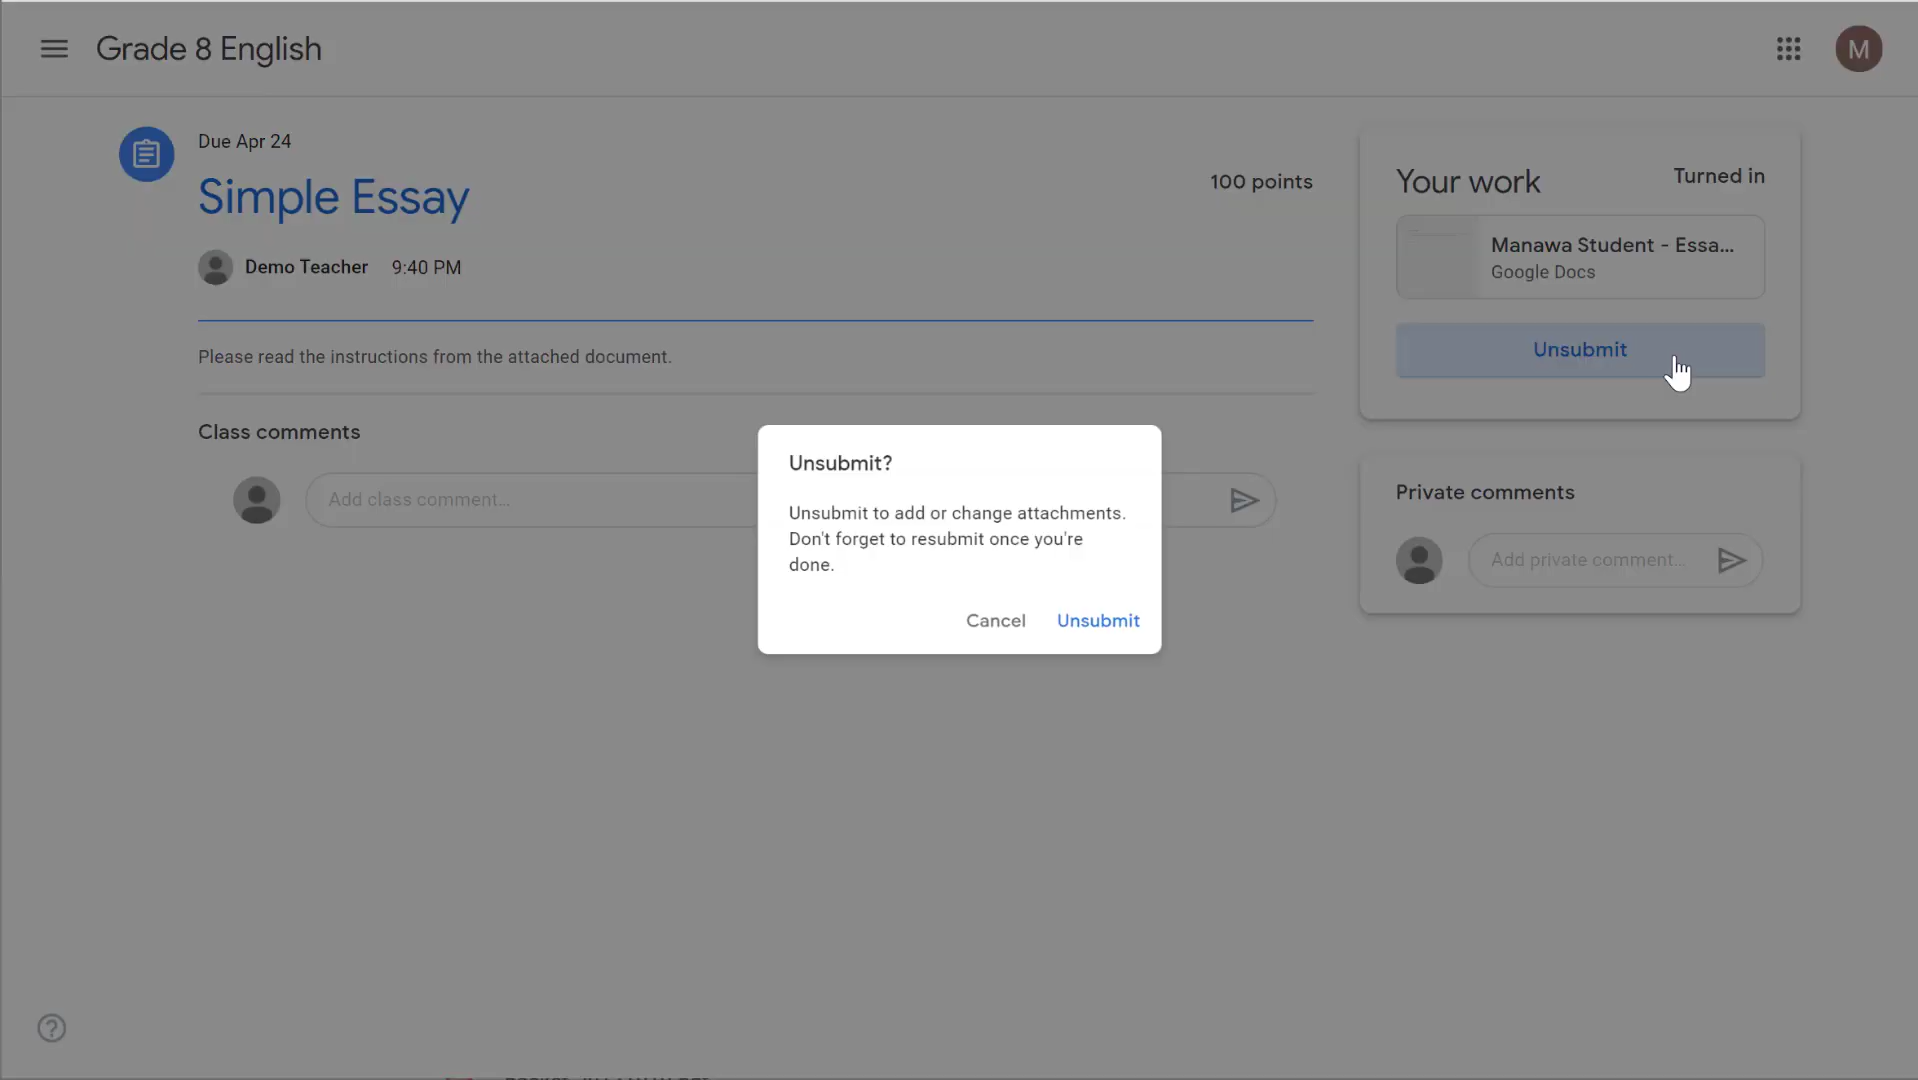 Grade 8 English
M
Due Apr 24
Simple Essay
100 points
Demo Teacher 9:40 PM
Please read the instructions from the attached document.
Class comments
Add class comment...
Your work
Turned in
Manawa Student - Essa...
Google Docs
Unsubmit
Private comments
Add private comment...
Unsubmit?
Unsubmit to add or change attachments.
Don't forget to resubmit once you're
done.
Cancel Unsubmit
?